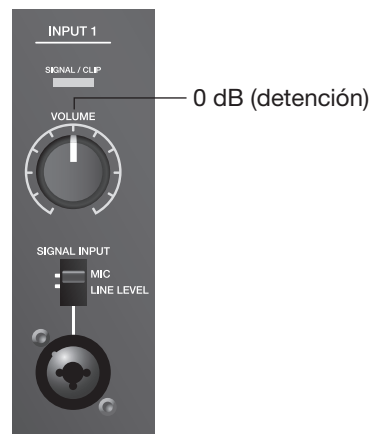 INPUT 1
SIGNAL / CLIP
0 dB (detención)
VOLUME
SIGNAL INPUT
MIC
LINE LEVEL